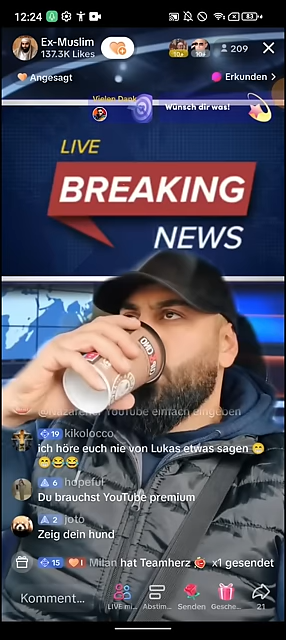 12:24
83
Ex-Muslim
137.3K Likes
209
Angesagt
Erkunden >
Vielen Dank
Wünsch dir was!
LIVE
BREAKING
NEWS
YouTube einfach eingeben
19 kikolocco
ich höre euch nie von Lukas etwas sagen 😁
😂😂😂
6 hopeful
Du brauchst YouTube premium
2 joto
Zeig dein hund
15 Milan hat Teamherz x1 gesendet
Komment...
LIVE mi...
Abstim...
Senden
Gesche...
21